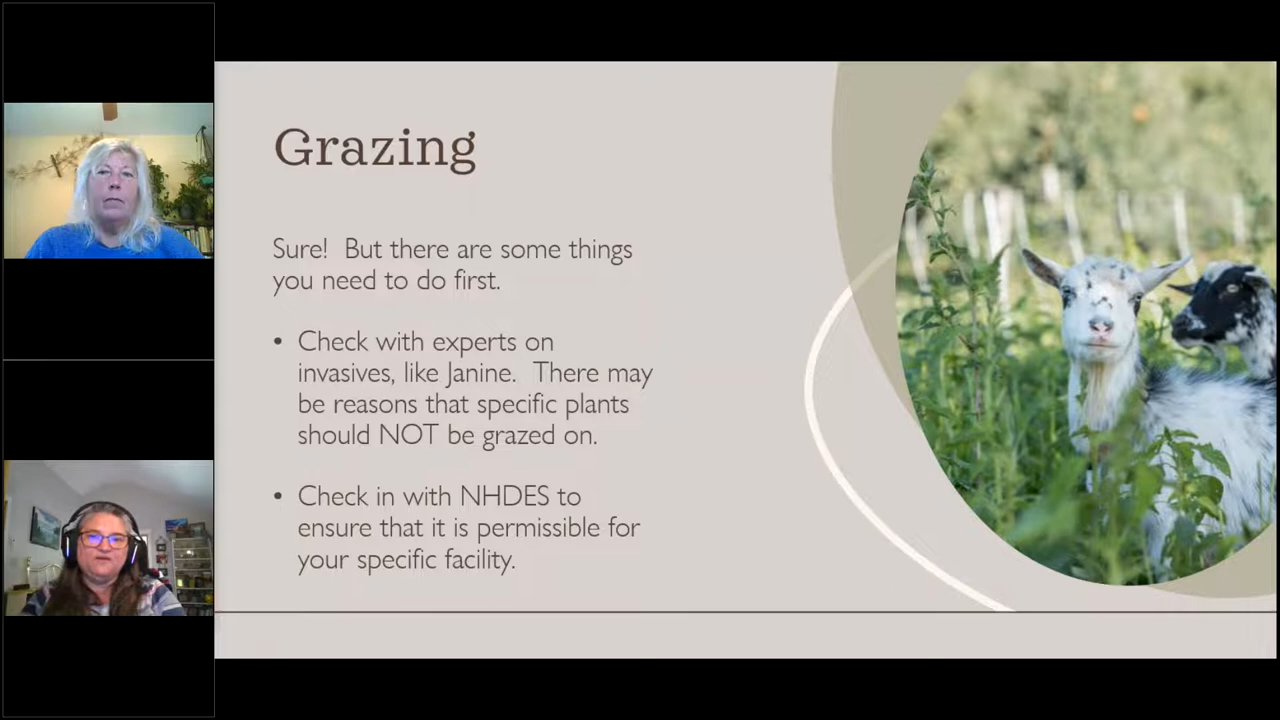 Grazing
Sure! But there are some things
you need to do first.
• Check with experts on
invasives, like Janine. There may
be reasons that specific plants
should NOT be grazed on.
• Check in with NHDES to
ensure that it is permissible for
your specific facility.